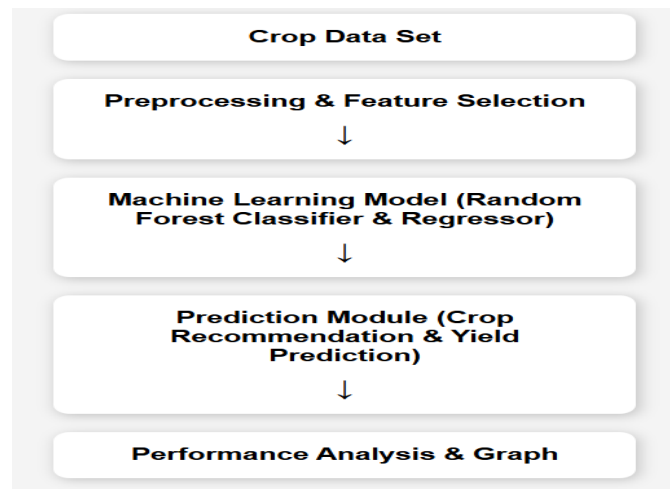 Crop Data Set
Preprocessing & Feature Selection
↓
Machine Learning Model (Random
Forest Classifier & Regressor)
↓
Prediction Module (Crop
Recommendation & Yield
Prediction)
↓
Performance Analysis & Graph